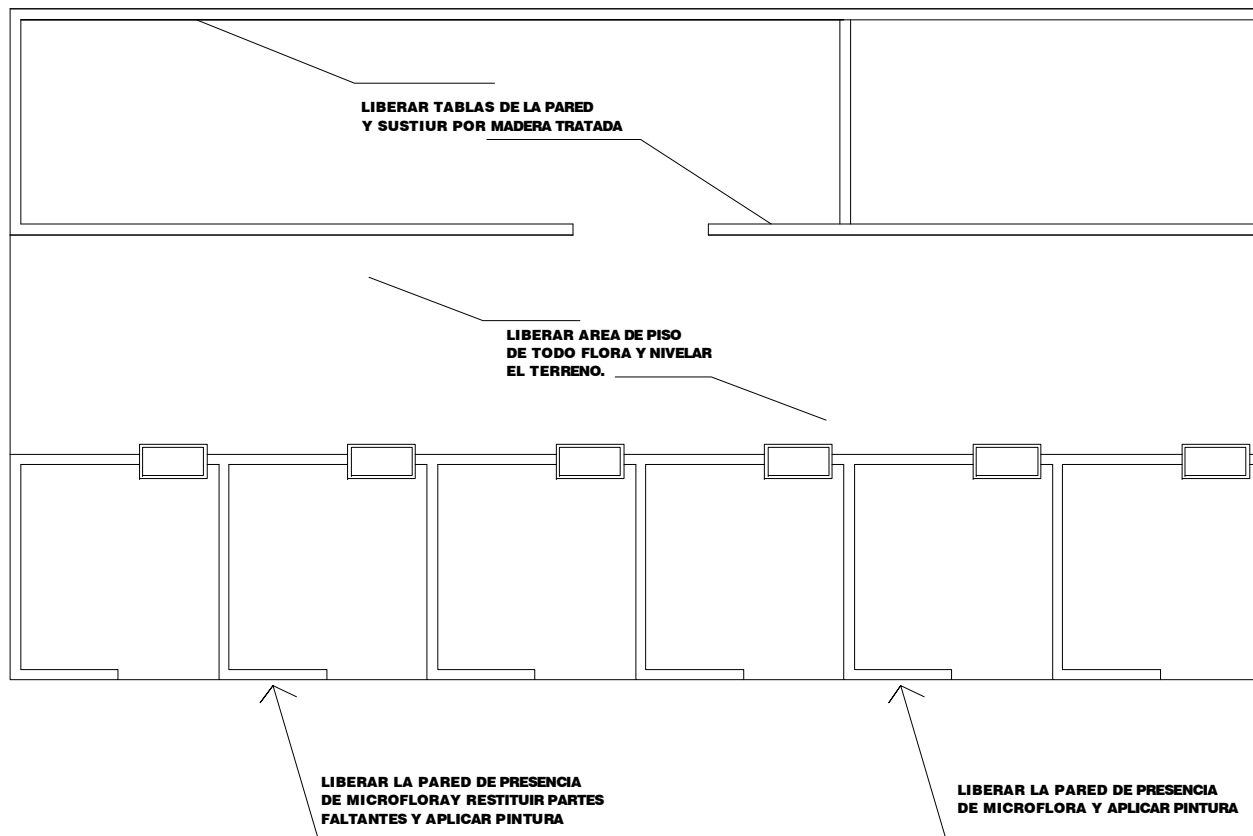 LIBERAR TABLAS DE LA PARED
Y SUSTIUR POR MADERA TRATADA
LIBERAR AREA DE PISO
DE TODO FLORA Y NIVELAR
EL TERRENO.
LIBERAR LA PARED DE PRESENCIA
DE MICROFLORAY RESTITUIR PARTES
FALTANTES Y APLICAR PINTURA
LIBERAR LA PARED DE PRESENCIA
DE MICROFLORA Y APLICAR PINTURA